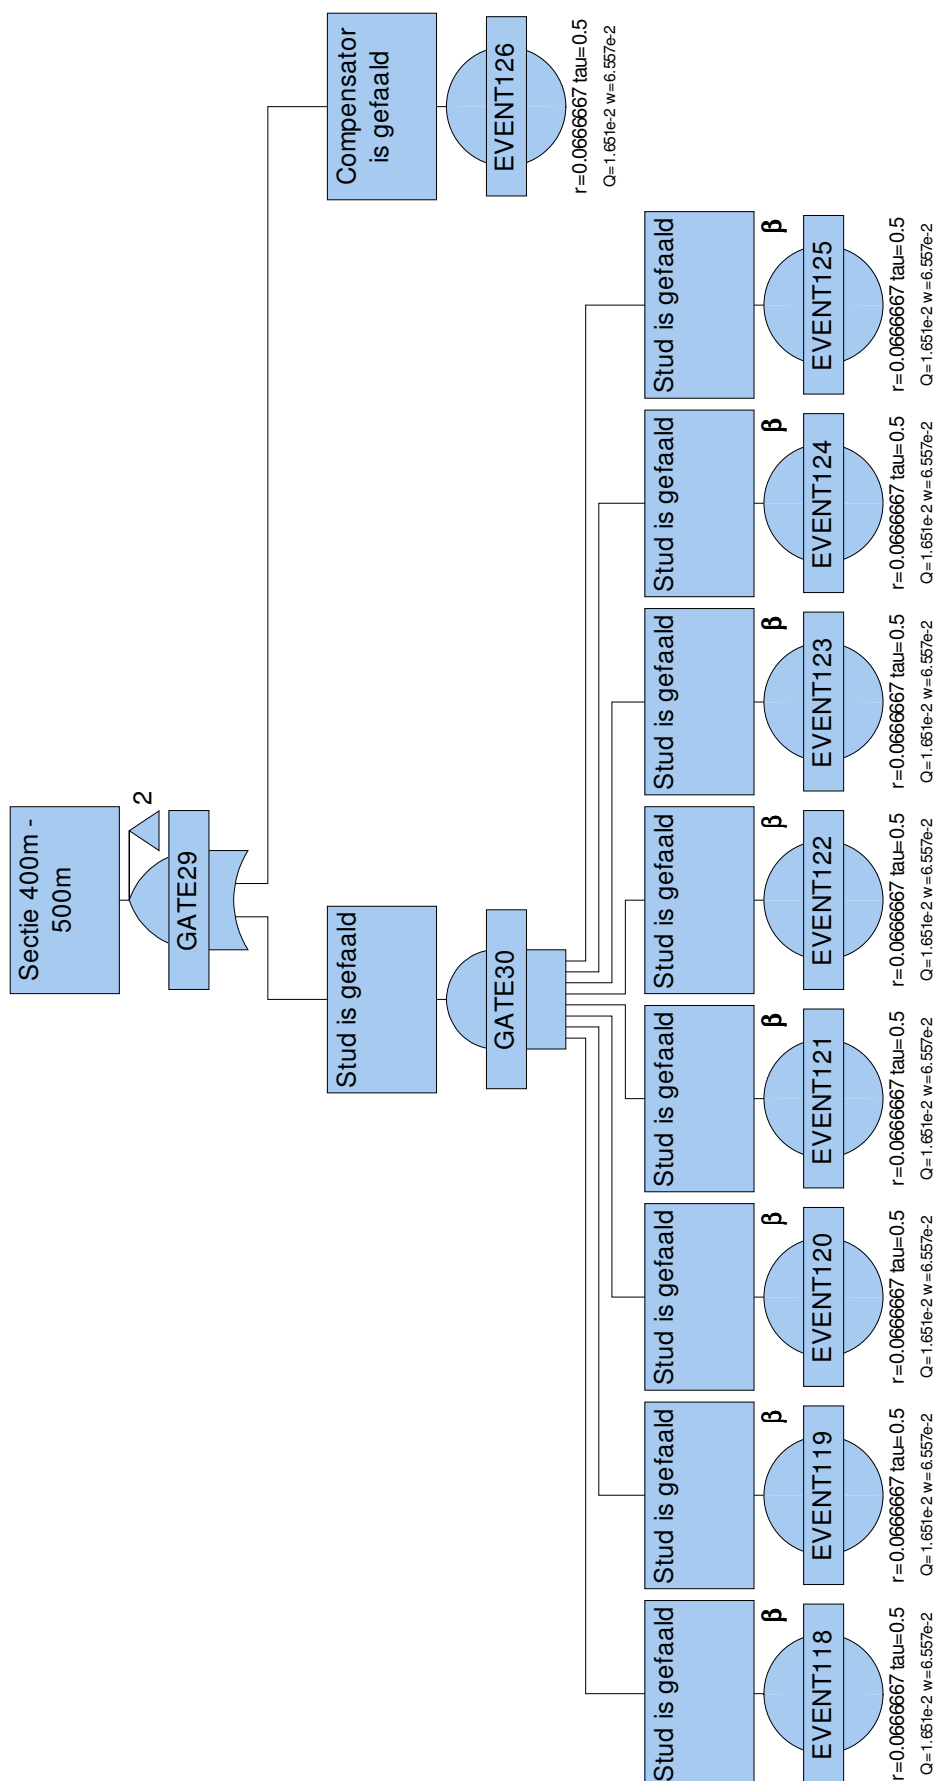 Sectie 400m -
500m
2
GATE29
Stud is gefaald
GATE30
Compensator
is gefaald
EVENT126
r=0.0666667 tau=0.5
Q=1.651e-2 w=6.557e-2
Stud is gefaald
β
EVENT118
r=0.0666667 tau=0.5
Q=1.651e-2 w=6.557e-2
Stud is gefaald
β
EVENT119
r=0.0666667 tau=0.5
Q=1.651e-2 w=6.557e-2
Stud is gefaald
β
EVENT120
r=0.0666667 tau=0.5
Q=1.651e-2 w=6.557e-2
Stud is gefaald
β
EVENT121
r=0.0666667 tau=0.5
Q=1.651e-2 w=6.557e-2
Stud is gefaald
β
EVENT122
r=0.0666667 tau=0.5
Q=1.651e-2 w=6.557e-2
Stud is gefaald
β
EVENT123
r=0.0666667 tau=0.5
Q=1.651e-2 w=6.557e-2
Stud is gefaald
β
EVENT124
r=0.0666667 tau=0.5
Q=1.651e-2 w=6.557e-2
Stud is gefaald
β
EVENT125
r=0.0666667 tau=0.5
Q=1.651e-2 w=6.557e-2